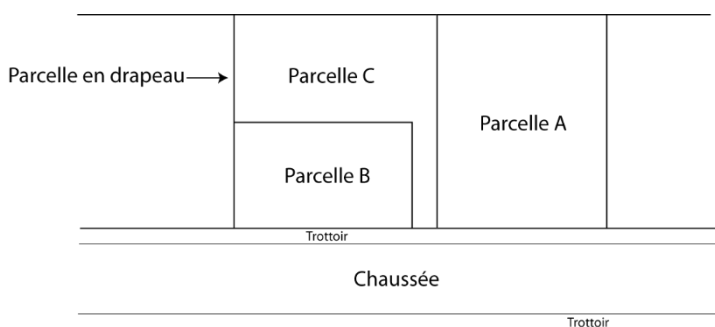 Parcelle en drapeau
Parcelle C
Parcelle A
Parcelle B
Trottoir
Chaussée
Trottoir